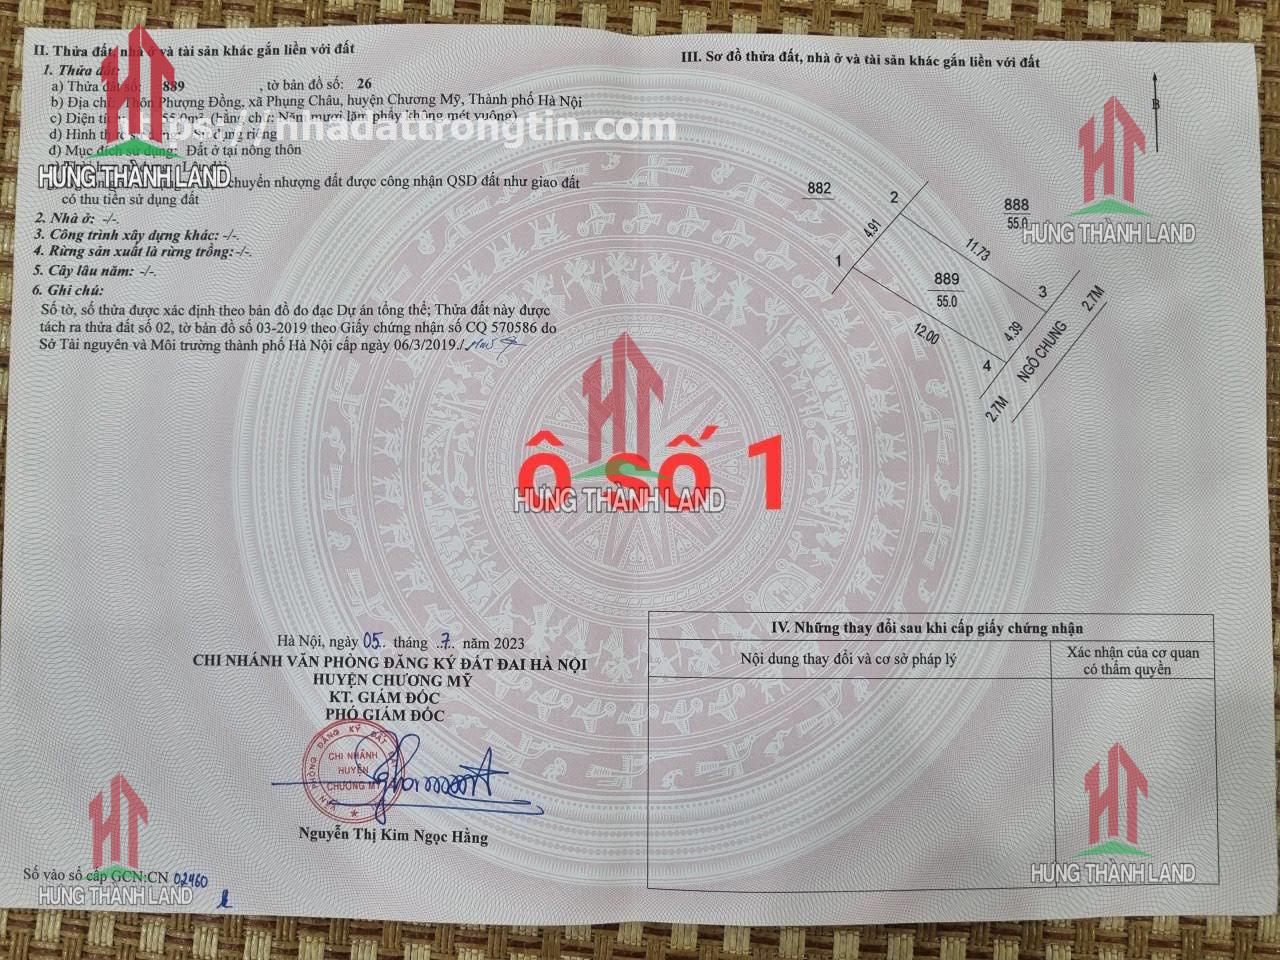 II. Thửa đất, nhà ở và tài sản khác gắn liền với đất
1. Thửa đất:
a) Thửa đất số: 889 , tờ bản đồ số: 26
b) Địa chỉ: Thôn Phượng Đồng, xã Phụng Châu, huyện Chương Mỹ, Thành phố Hà Nội
c) Diện tích: 55.0m², (bằng chữ: Năm mươi lăm phẩy không mét vuông)
https://nhadattrongtin.com
d) Hình thức sử dụng: Sử dụng riêng
đ) Mục đích sử dụng: Đất ở tại nông thôn
Lâu dài
HƯNG THÀNH LAND
chuyển nhượng đất được công nhận QSD đất như giao đất
có thu tiền sử dụng đất
2. Nhà ở: -/-.
3. Công trình xây dựng khác: -/-.
4. Rừng sản xuất là rừng trồng:-/-.
5. Cây lâu năm: -/-.
6. Ghi chú:
Số tờ, số thửa được xác định theo bản đồ đo đạc Dự án tổng thể; Thửa đất này được
tách ra thửa đất số 02, tờ bản đồ số 03-2019 theo Giấy chứng nhận số CQ 570586 do
Sở Tài nguyên và Môi trường thành phố Hà Nội cấp ngày 06/3/2019./.
Hà Nội, ngày 05 tháng 7 năm 2023
CHI NHÁNH VĂN PHÒNG ĐĂNG KÝ ĐẤT ĐAI HÀ NỘI
HUYỆN CHƯƠNG MỸ
KT. GIÁM ĐỐC
PHÓ GIÁM ĐỐC
VĂN PHÒNG ĐĂNG KÝ ĐẤT
CHI NHÁNH
HUYỆN
CHƯƠNG MỸ
Nguyễn Thị Kim Ngọc Hằng
Số vào sổ cấp GCN:CN 02460
HƯNG THÀNH LAND
III. Sơ đồ thửa đất, nhà ở và tài sản khác gắn liền với đất
B
882
2
888
55.0
HƯNG THÀNH LAND
4.91
11.73
1
889
55.0
3
2.7M
12.00
4.39
NGÕ CHUNG
4
2.7M
HT
ô số 1
HƯNG THÀNH LAND
IV. Những thay đổi sau khi cấp giấy chứng nhận
Nội dung thay đổi và cơ sở pháp lý
Xác nhận của cơ quan
có thẩm quyền
HƯNG THÀNH LAND